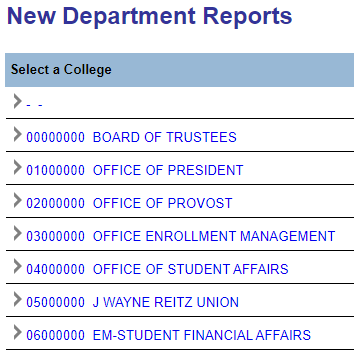 New Department Reports
Select a College
- -
00000000 BOARD OF TRUSTEES
01000000 OFFICE OF PRESIDENT
02000000 OFFICE OF PROVOST
03000000 OFFICE ENROLLMENT MANAGEMENT
04000000 OFFICE OF STUDENT AFFAIRS
05000000 J WAYNE REITZ UNION
06000000 EM-STUDENT FINANCIAL AFFAIRS